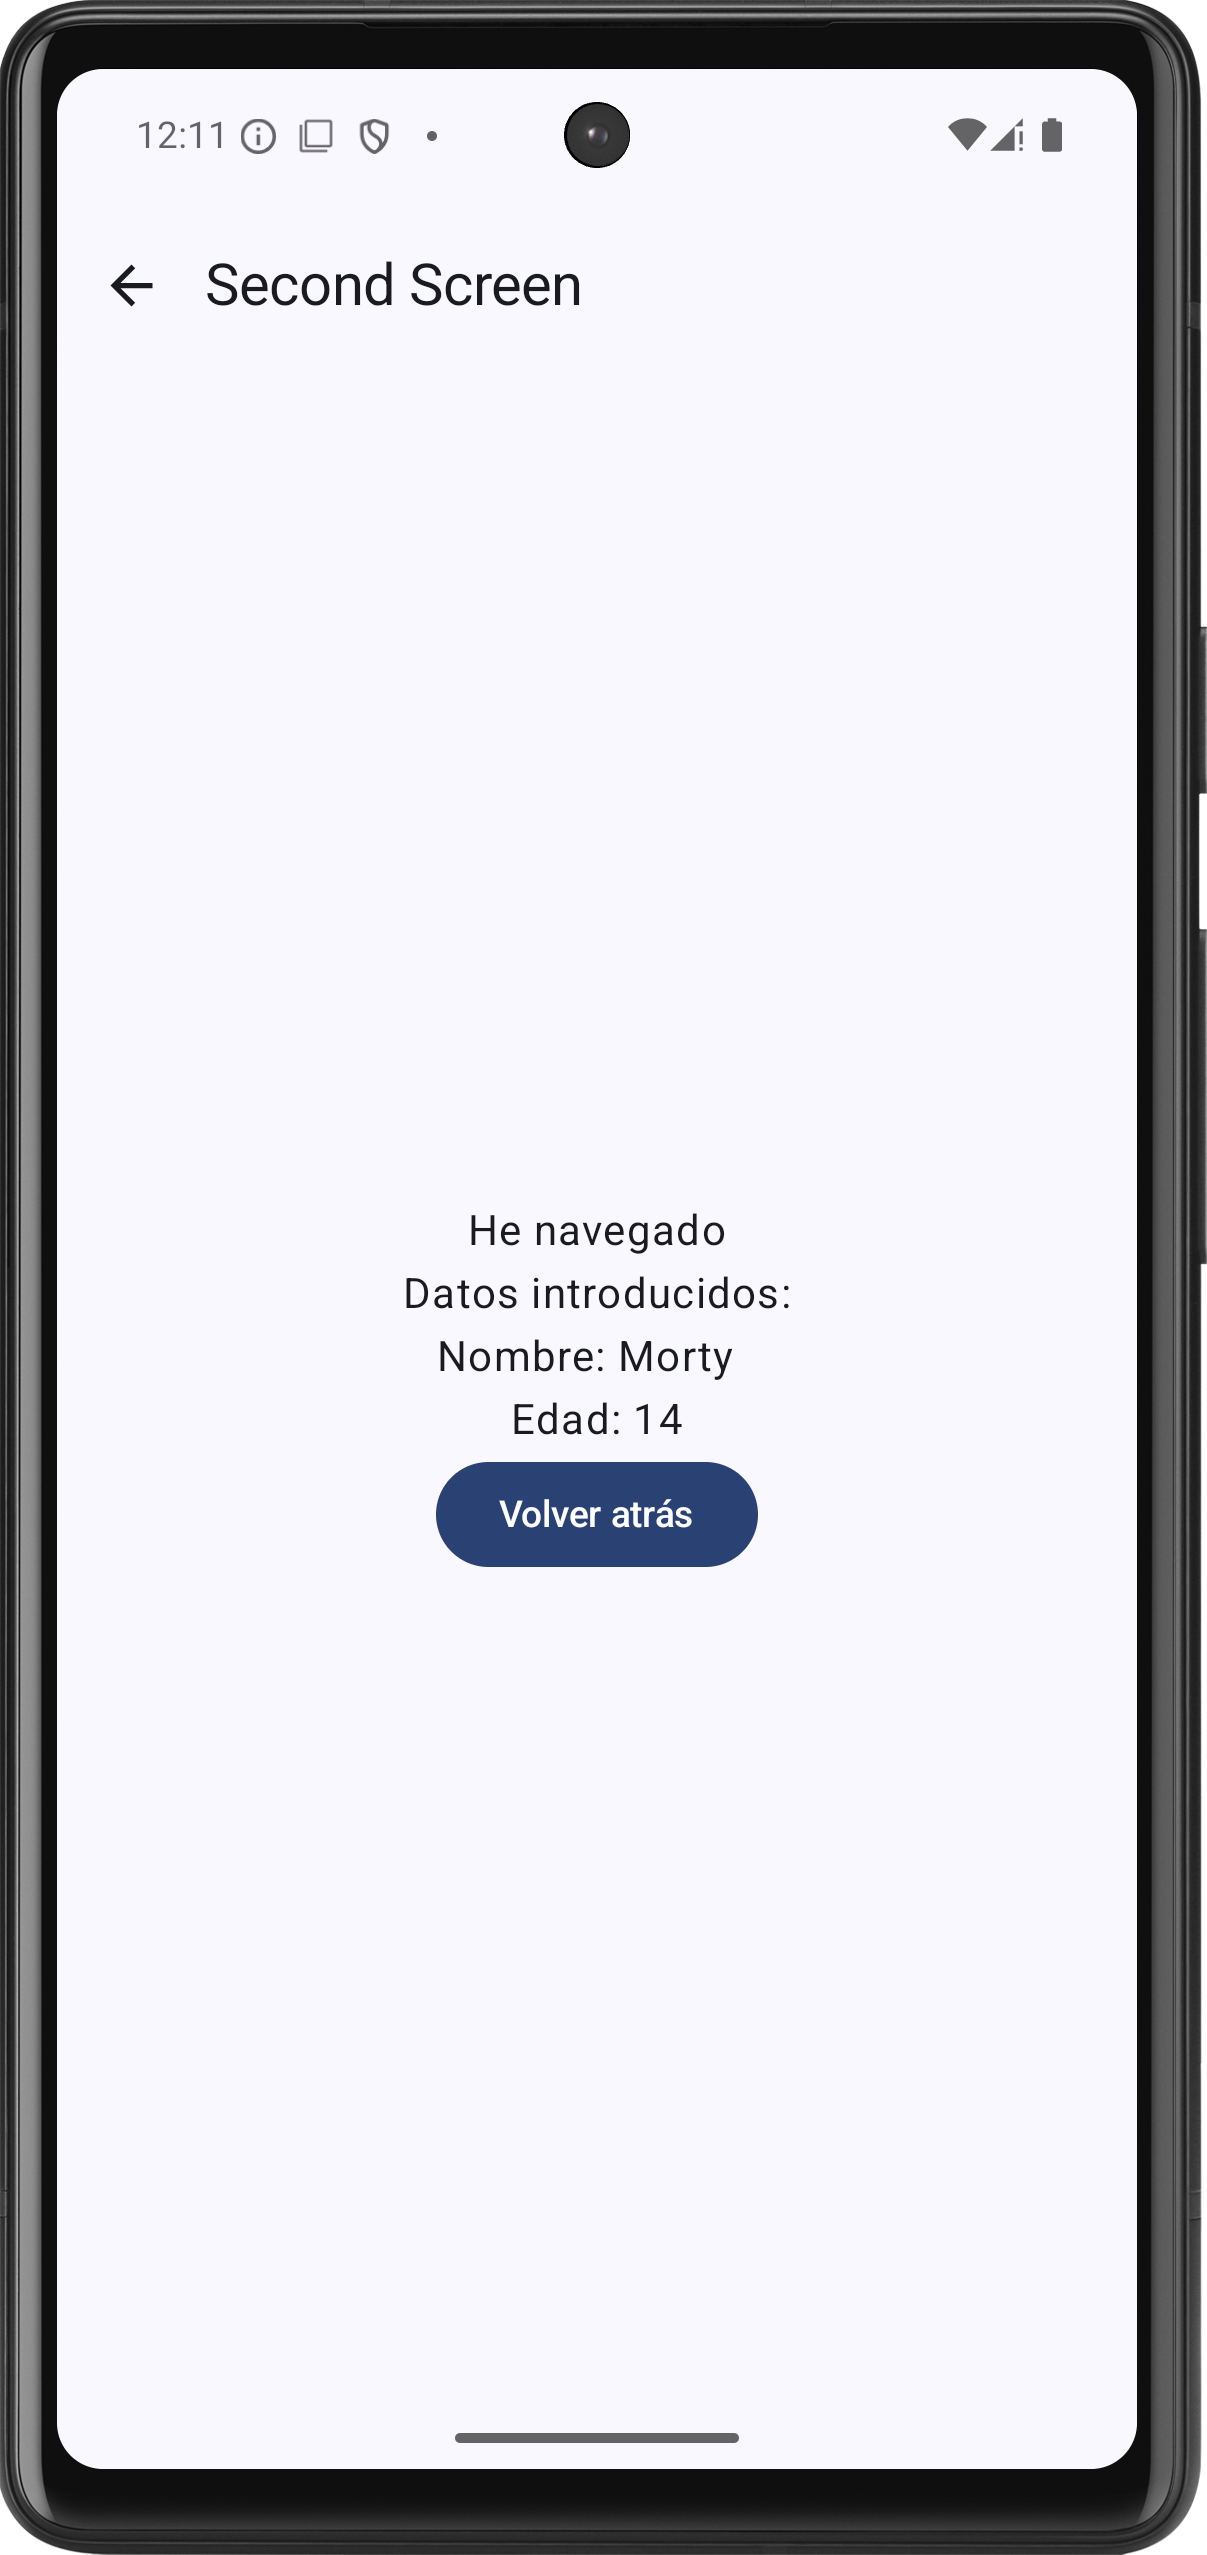 12:11
Second Screen
He navegado
Datos introducidos:
Nombre: Morty
Edad: 14
Volver atrás